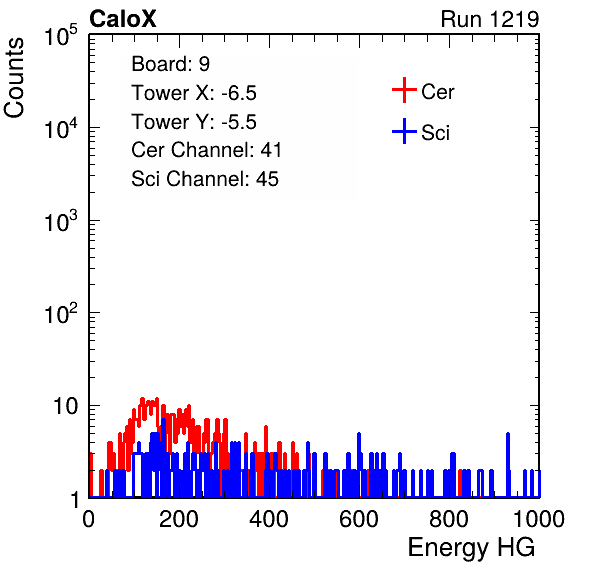 CaloX Run 1219
Counts
Board: 9
Tower X: -6.5
Tower Y: -5.5
Cer Channel: 41
Sci Channel: 45
Cer
Sci
10^5
10^4
10^3
10^2
10
1
0 200 400 600 800 1000
Energy HG